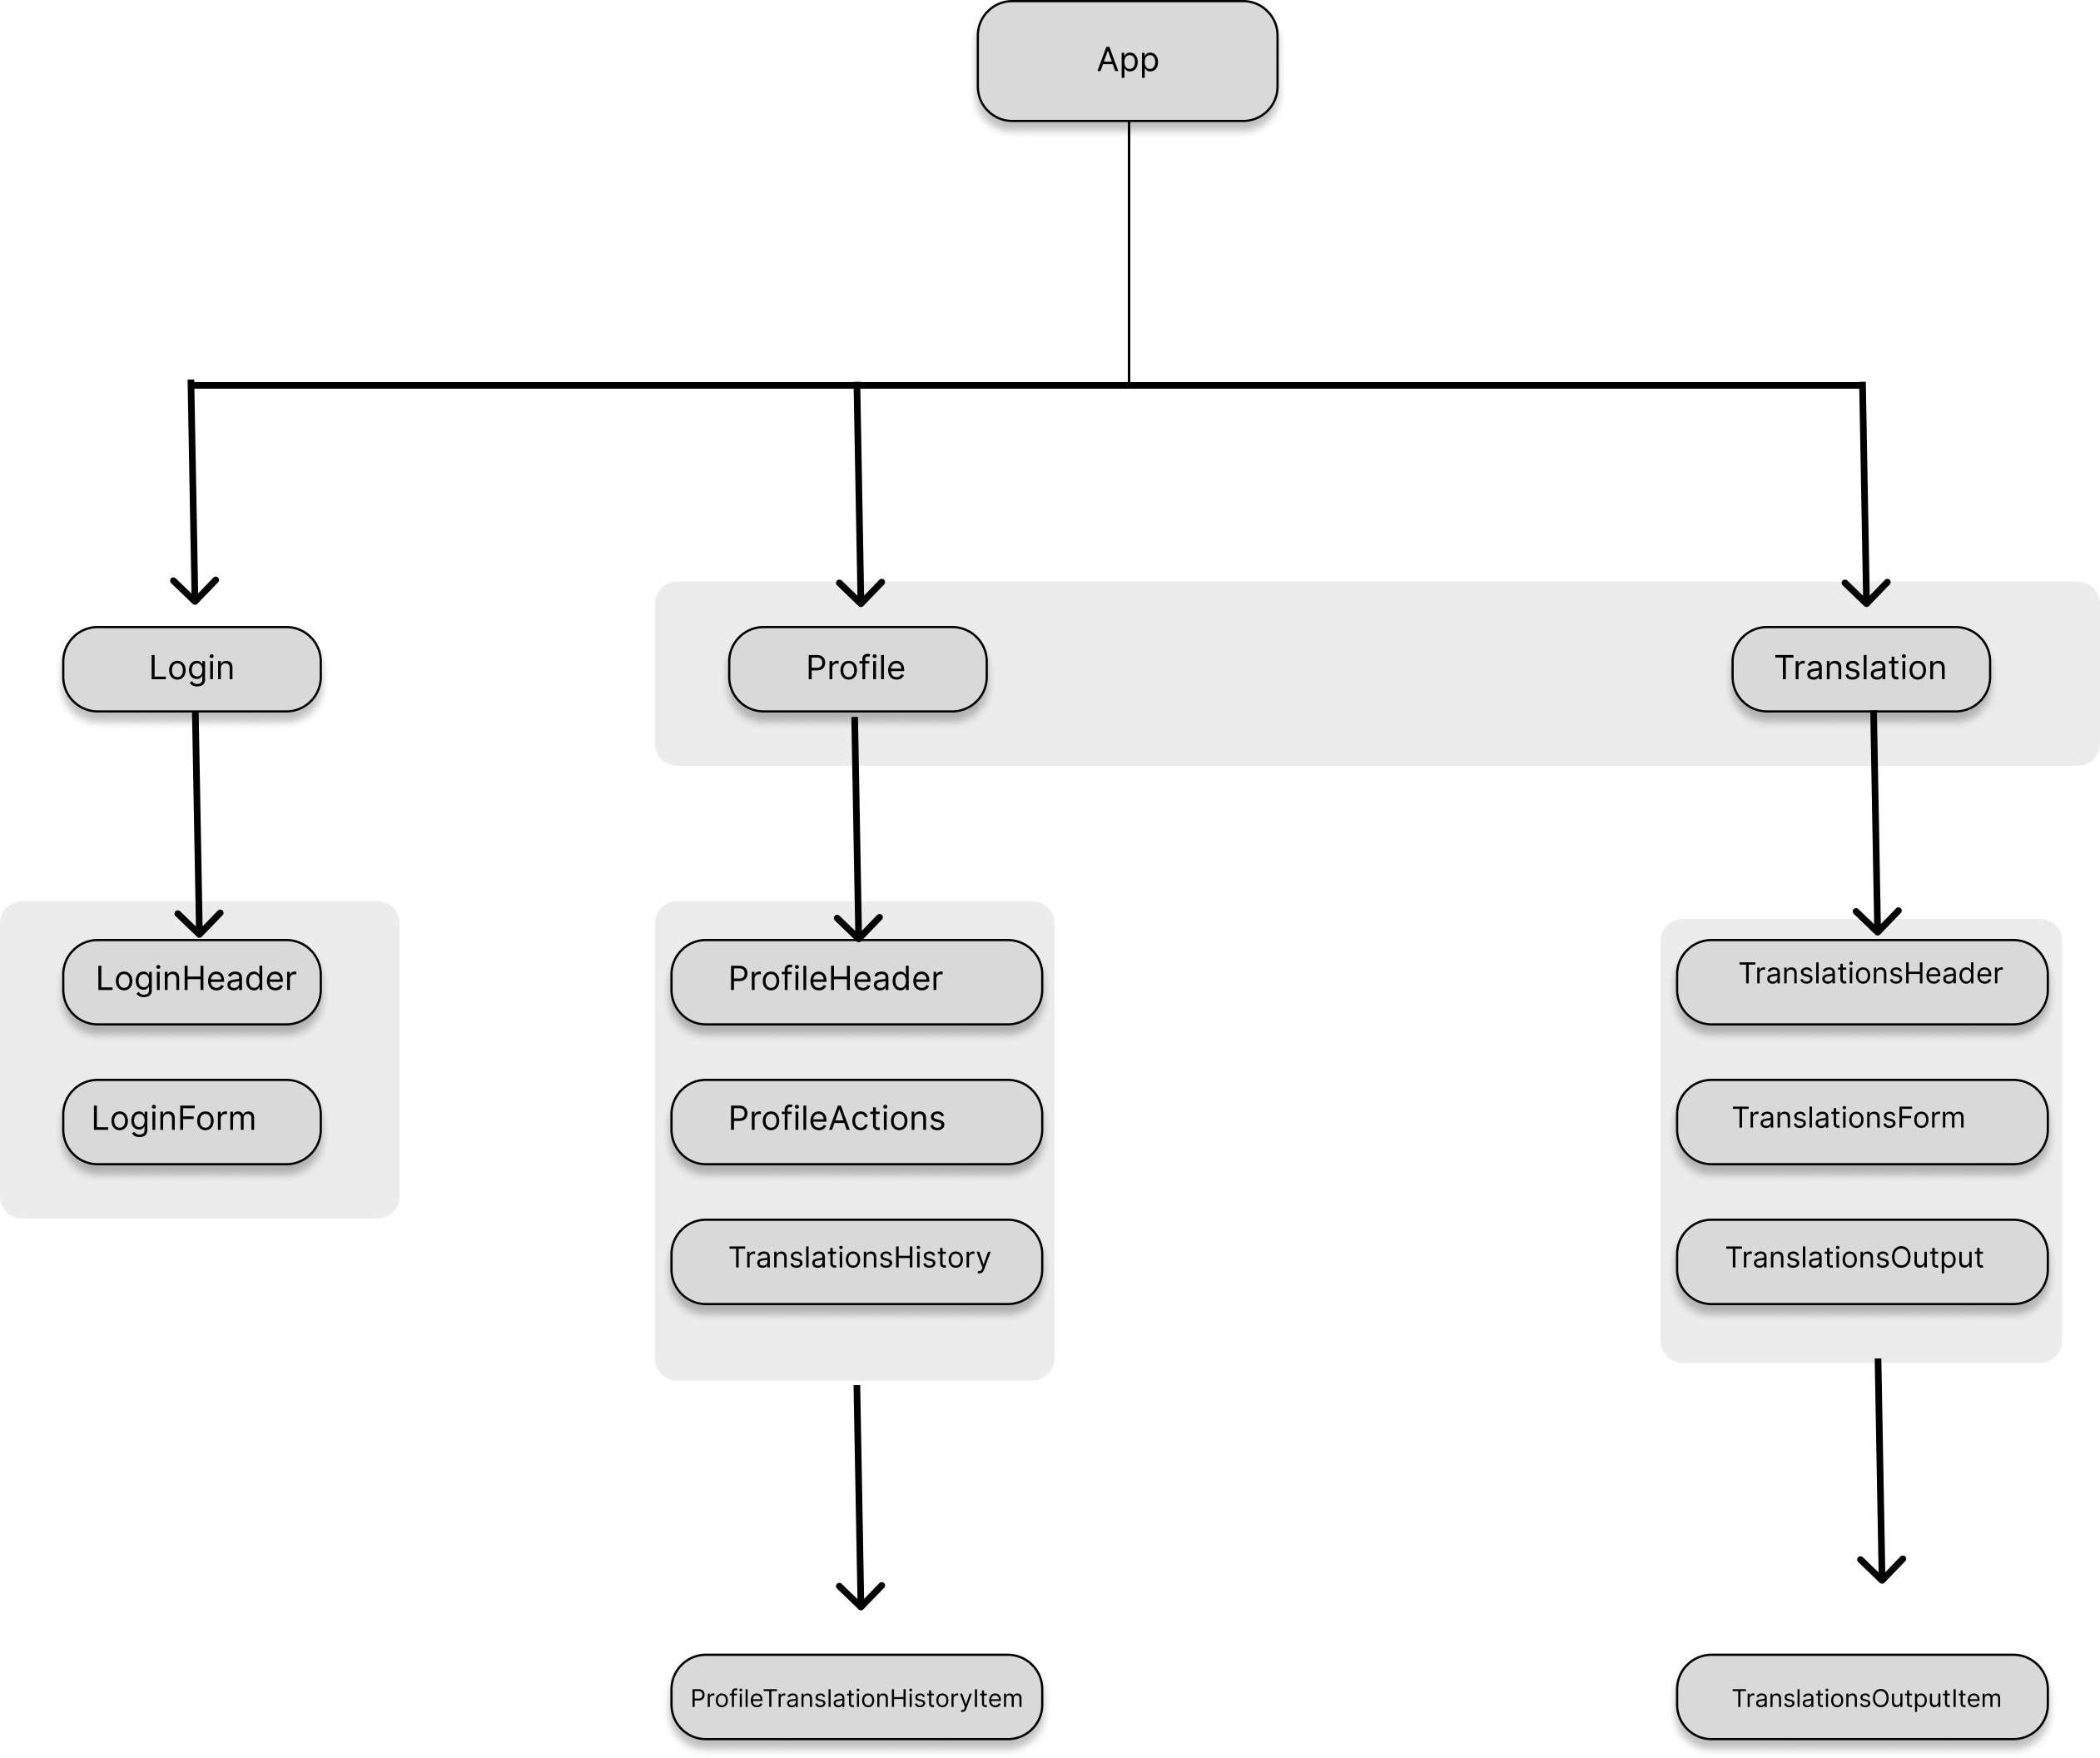 App
Login
Profile
Translation
LoginHeader
ProfileHeader
TranslationsHeader
LoginForm
ProfileActions
TranslationsForm
TranslationsHistory
TranslationsOutput
ProfileTranslationHistoryItem
TranslationsOutputItem